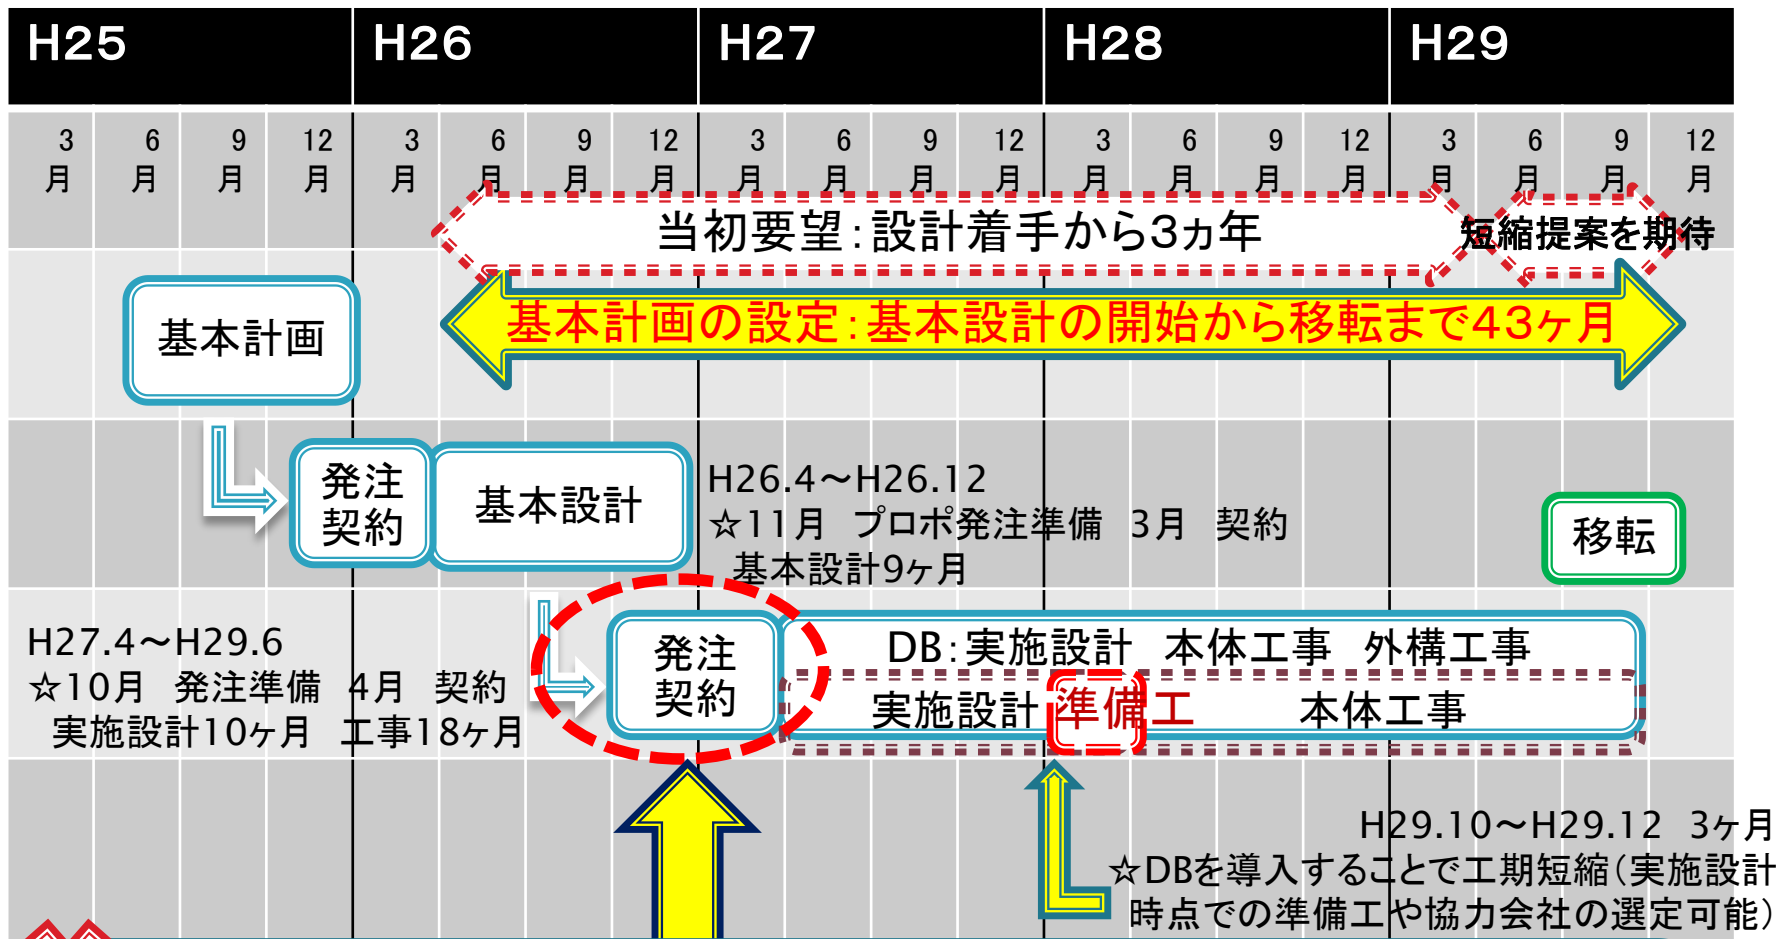 H25 H26 H27 H28 H29
3月 6月 9月 12月 3月 6月 9月 12月 3月 6月 9月 12月 3月 6月 9月 12月 3月 6月 9月 12月
当初要望：設計着手から3ヵ年
短縮提案を期待
基本計画の設定：基本設計の開始から移転まで43ヶ月
基本計画
発注
契約
基本設計
H26.4～H26.12
☆11月　プロポ発注準備　3月　契約
基本設計9ヶ月
移転
H27.4～H29.6
☆10月　発注準備　4月　契約
実施設計10ヶ月　工事18ヶ月
発注
契約
DB：実施設計　本体工事　外構工事
実施設計 準備工 本体工事
H29.10～H29.12　3ヶ月
☆DBを導入することで工期短縮（実施設計
時点での準備工や協力会社の選定可能）